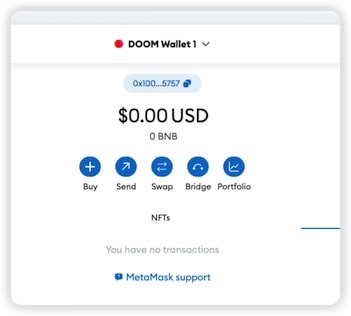 DOOM Wallet 1
0x100...5757
$0.00 USD
0 BNB
Buy Send Swap Bridge Portfolio
NFTs
You have no transactions
MetaMask support